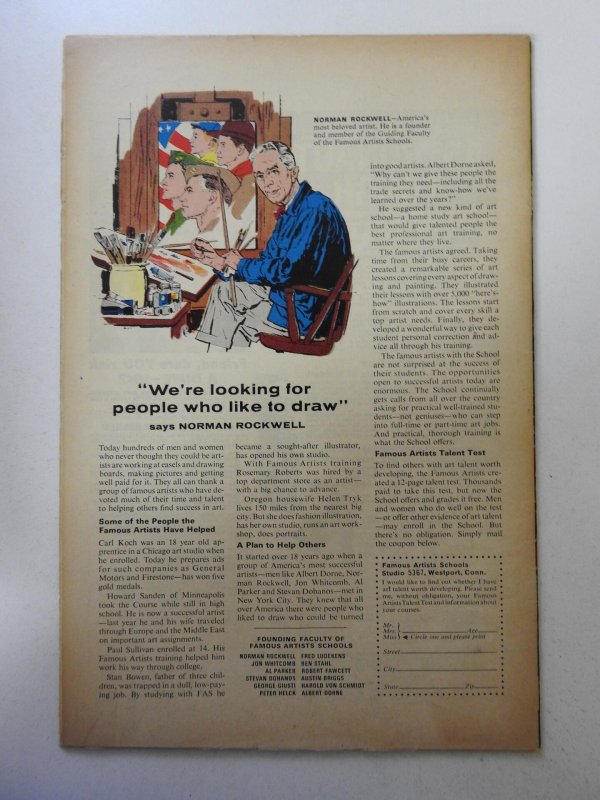 NORMAN ROCKWELL—America's
most beloved artist. He is a founder
and member of the Guiding Faculty
of the Famous Artists Schools.
"We're looking for
people who like to draw"
says NORMAN ROCKWELL
Today hundreds of men and women
who never thought they could be art-
ists are working at easels and drawing
boards, making pictures and getting
well paid for it. They all can thank a
group of famous artists who have de-
voted much of their time and talent
to helping others find success in art.
Some of the People the
Famous Artists Have Helped
Carl Koch was an 18 year old ap-
prentice in a Chicago art studio when
he enrolled. Today he prepares ads
for such companies as General
Motors and Firestone—has won five
gold medals.
Howard Sanden of Minneapolis
took the Course while still in high
school. He is now a successful artist
—last year he and his wife traveled
through Europe and the Middle East
on important art assignments.
Paul Sullivan enrolled at 14. His
Famous Artists training helped him
work his way through college.
Stan Bowen, father of three chil-
dren, was trapped in a dull, low-pay-
ing job. By studying with FAS he
became a sought-after illustrator,
has opened his own studio.
With Famous Artists training
Rosemary Roberts was hired by a
top department store as an artist—
with a big chance to advance.
Oregon housewife Helen Tryk
lives 150 miles from the nearest big
city. But she does fashion illustration,
has her own studio, runs an art work-
shop, does portraits.
A Plan to Help Others
It started over 18 years ago when a
group of America's most successful
artists—men like Albert Dorne, Nor-
man Rockwell, Jon Whitcomb, Al
Parker and Stevan Dohanos—met in
New York City. They knew that all
over America there were people who
liked to draw who could be turned
FOUNDING FACULTY OF
FAMOUS ARTISTS SCHOOLS
NORMAN ROCKWELL FRED LUDEKENS
JON WHITCOMB BEN STAHL
AL PARKER ROBERT FAWCETT
STEVAN DOHANOS AUSTIN BRIGGS
GEORGE GIUSTI HAROLD VON SCHMIDT
PETER HELCK ALBERT DORNE
into good artists. Albert Dorne asked,
"Why can't we give these people the
training they need—including all the
trade secrets and know-how we've
learned over the years?"
He suggested a new kind of art
school—a home study art school—
that would give talented people the
best professional art training, no
matter where they live.
The famous artists agreed. Taking
time from their busy careers, they
created a remarkable series of art
lessons covering every aspect of draw-
ing and painting. They illustrated
their lessons with over 5,000 "here's-
how" illustrations. The lessons start
from scratch and cover every skill a
top artist needs. Finally, they de-
veloped a wonderful way to give each
student personal correction and ad-
vice all through his training.
The famous artists with the School
are not surprised at the success of
their students. The opportunities
open to successful artists today are
enormous. The School continually
gets calls from all over the country
asking for practical well-trained stu-
dents—not geniuses—who can step
into full-time or part-time art jobs.
And practical, thorough training is
what the School offers.
Famous Artists Talent Test
To find others with art talent worth
developing, the Famous Artists cre-
ated a 12-page talent test. Thousands
paid to take this test, but now the
School offers and grades it free. Men
and women who do well on the test
—or offer other evidence of art talent
—may enroll in the School. But
there's no obligation. Simply mail
the coupon below.
Famous Artists Schools
Studio 5367, Westport, Conn.
I would like to find out whether I have
art talent worth developing. Please send
me, without obligation, your Famous
Artists Talent Test and information about
your courses.
Mr.
Mrs. Age
Miss Circle one and please print
Street
City
State Zip